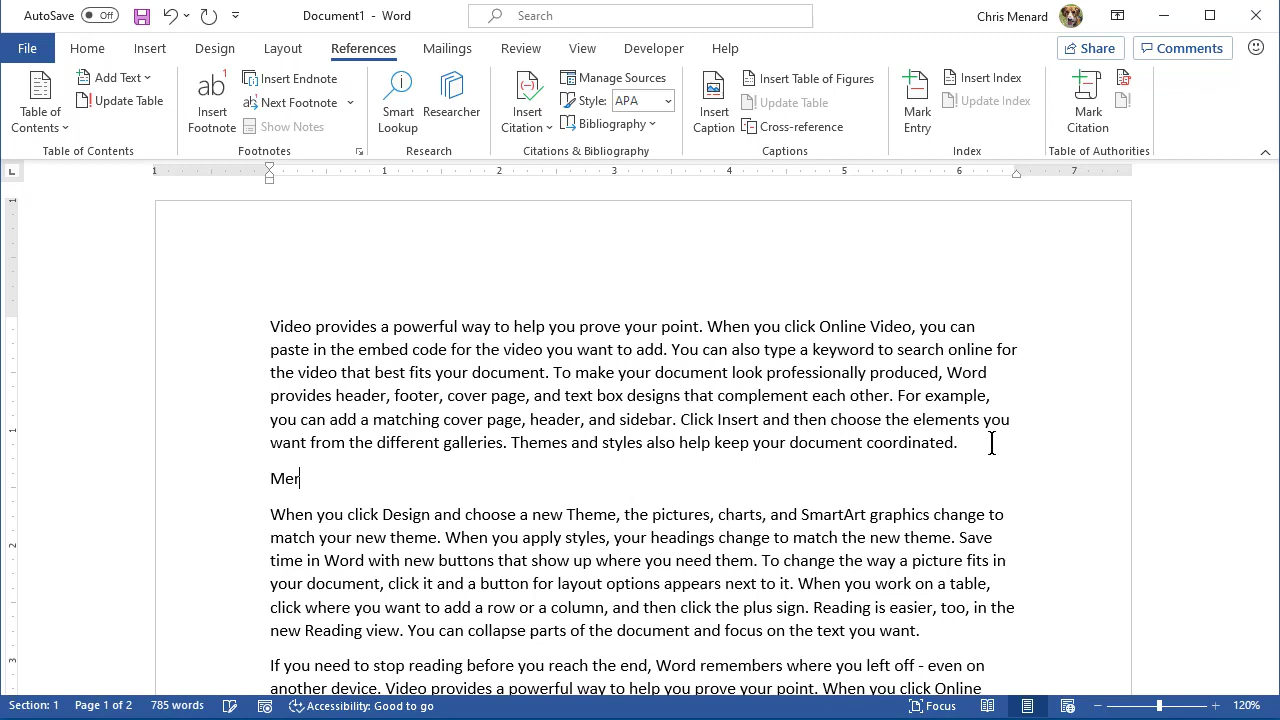 AutoSave Off
Document1 - Word
Search
Chris Menard
File Home Insert Design Layout References Mailings Review View Developer Help
Share
Comments
Table of Contents
Add Text
Update Table
Table of Contents
ab1
Insert Footnote
Insert Endnote
Next Footnote
Show Notes
Footnotes
Smart Lookup
Researcher
Research
Insert Citation
Manage Sources
Style: APA
Bibliography
Citations & Bibliography
Insert Caption
Insert Table of Figures
Update Table
Cross-reference
Captions
Mark Entry
Insert Index
Update Index
Index
Mark Citation
Table of Authorities
1 1 2 3 4 5 6 7
1
1
2
3
Video provides a powerful way to help you prove your point. When you click Online Video, you can
paste in the embed code for the video you want to add. You can also type a keyword to search online for
the video that best fits your document. To make your document look professionally produced, Word
provides header, footer, cover page, and text box designs that complement each other. For example,
you can add a matching cover page, header, and sidebar. Click Insert and then choose the elements you
want from the different galleries. Themes and styles also help keep your document coordinated.
Mer
When you click Design and choose a new Theme, the pictures, charts, and SmartArt graphics change to
match your new theme. When you apply styles, your headings change to match the new theme. Save
time in Word with new buttons that show up where you need them. To change the way a picture fits in
your document, click it and a button for layout options appears next to it. When you work on a table,
click where you want to add a row or a column, and then click the plus sign. Reading is easier, too, in the
new Reading view. You can collapse parts of the document and focus on the text you want.
If you need to stop reading before you reach the end, Word remembers where you left off - even on
another device. Video provides a powerful way to help you prove your point. When you click Online
Section: 1 Page 1 of 2 785 words Accessibility: Good to go Focus 120%